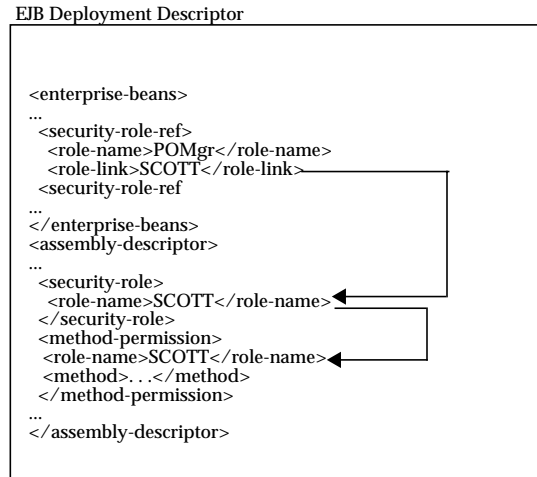 EJB Deployment Descriptor
<enterprise-beans>
...
<security-role-ref>
<role-name>POMgr</role-name>
<role-link>SCOTT</role-link>
<security-role-ref
...
</enterprise-beans>
<assembly-descriptor>
...
<security-role>
<role-name>SCOTT</role-name>
</security-role>
<method-permission>
<role-name>SCOTT</role-name>
<method>. . .</method>
</method-permission>
...
</assembly-descriptor>